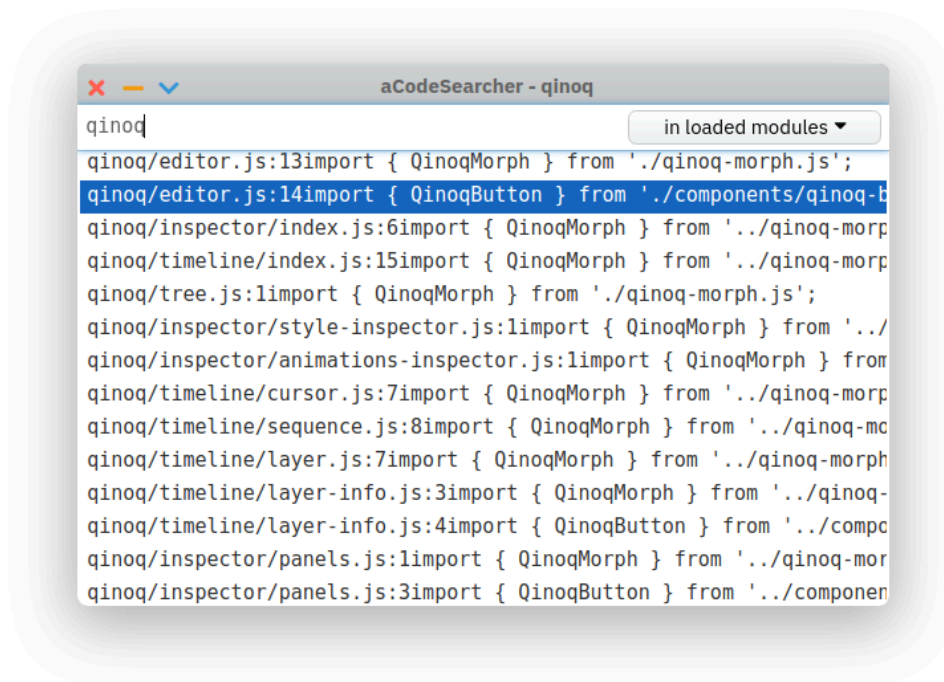 aCodeSearcher - qinoq
qinoq
in loaded modules
qinoq/editor.js:13import { QinoqMorph } from './qinoq-morph.js';
qinoq/editor.js:14import { QinoqButton } from './components/qinoq-b
qinoq/inspector/index.js:6import { QinoqMorph } from '../qinoq-morp
qinoq/timeline/index.js:15import { QinoqMorph } from '../qinoq-morp
qinoq/tree.js:1import { QinoqMorph } from './qinoq-morph.js';
qinoq/inspector/style-inspector.js:1import { QinoqMorph } from '../
qinoq/inspector/animations-inspector.js:1import { QinoqMorph } from
qinoq/timeline/cursor.js:7import { QinoqMorph } from '../qinoq-morp
qinoq/timeline/sequence.js:8import { QinoqMorph } from '../qinoq-mo
qinoq/timeline/layer.js:7import { QinoqMorph } from '../qinoq-morph
qinoq/timeline/layer-info.js:3import { QinoqMorph } from '../qinoq-
qinoq/timeline/layer-info.js:4import { QinoqButton } from '../compo
qinoq/inspector/panels.js:1import { QinoqMorph } from '../qinoq-mor
qinoq/inspector/panels.js:3import { QinoqButton } from '../componen